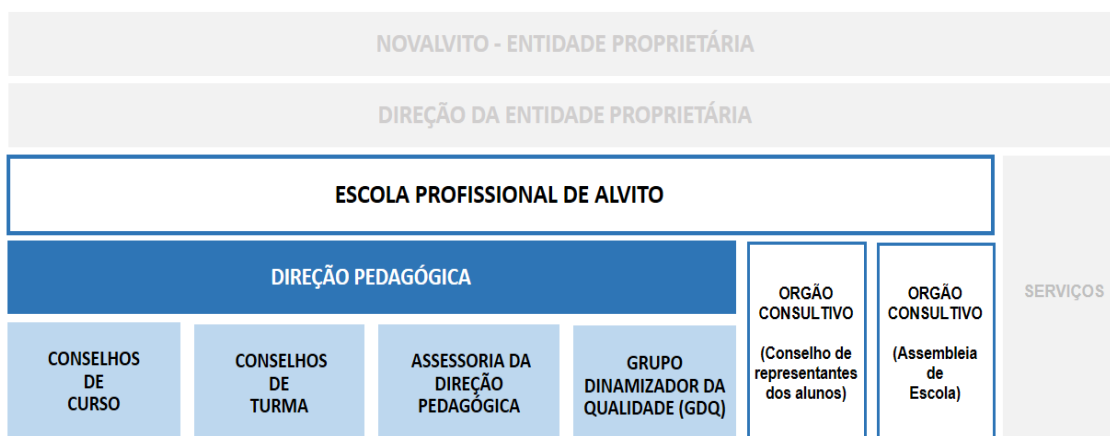 NOVALVITO - ENTIDADE PROPRIETÁRIA
DIREÇÃO DA ENTIDADE PROPRIETÁRIA
ESCOLA PROFISSIONAL DE ALVITO
DIREÇÃO PEDAGÓGICA
CONSELHOS
DE
CURSO
CONSELHOS
DE
TURMA
ASSESSORIA DA
DIREÇÃO
PEDAGÓGICA
GRUPO
DINAMIZADOR DA
QUALIDADE (GDQ)
ORGÃO
CONSULTIVO
(Conselho de
representantes
dos alunos)
ORGÃO
CONSULTIVO
(Assembleia
de
Escola)
SERVIÇOS